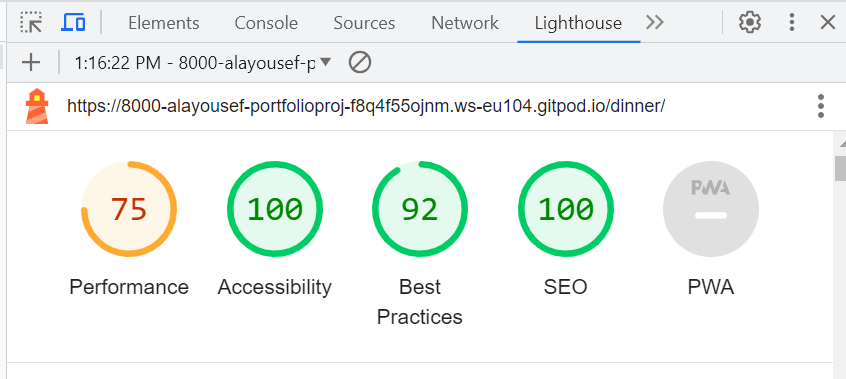 Elements Console Sources Network Lighthouse
1:16:22 PM - 8000-alayousef-p
https://8000-alayousef-portfolioproj-f8q4f55ojnm.ws-eu104.gitpod.io/dinner/
75 100 92 100 PWA
Performance Accessibility Best Practices SEO PWA